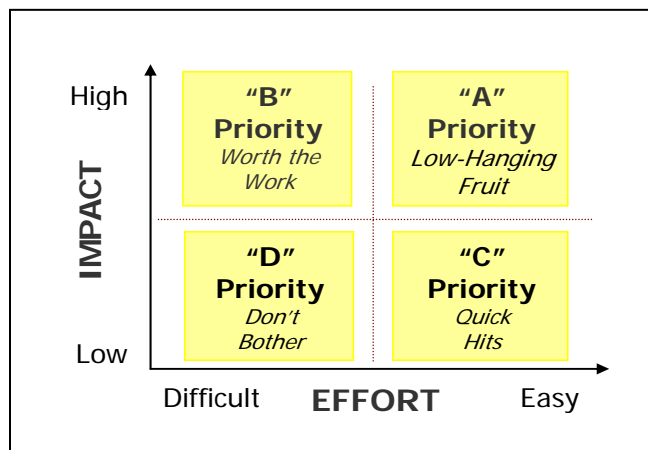 High
“B”
Priority
Worth the
Work
“A”
Priority
Low-Hanging
Fruit
IMPACT
“D”
Priority
Don’t
Bother
“C”
Priority
Quick
Hits
Low
Difficult EFFORT Easy